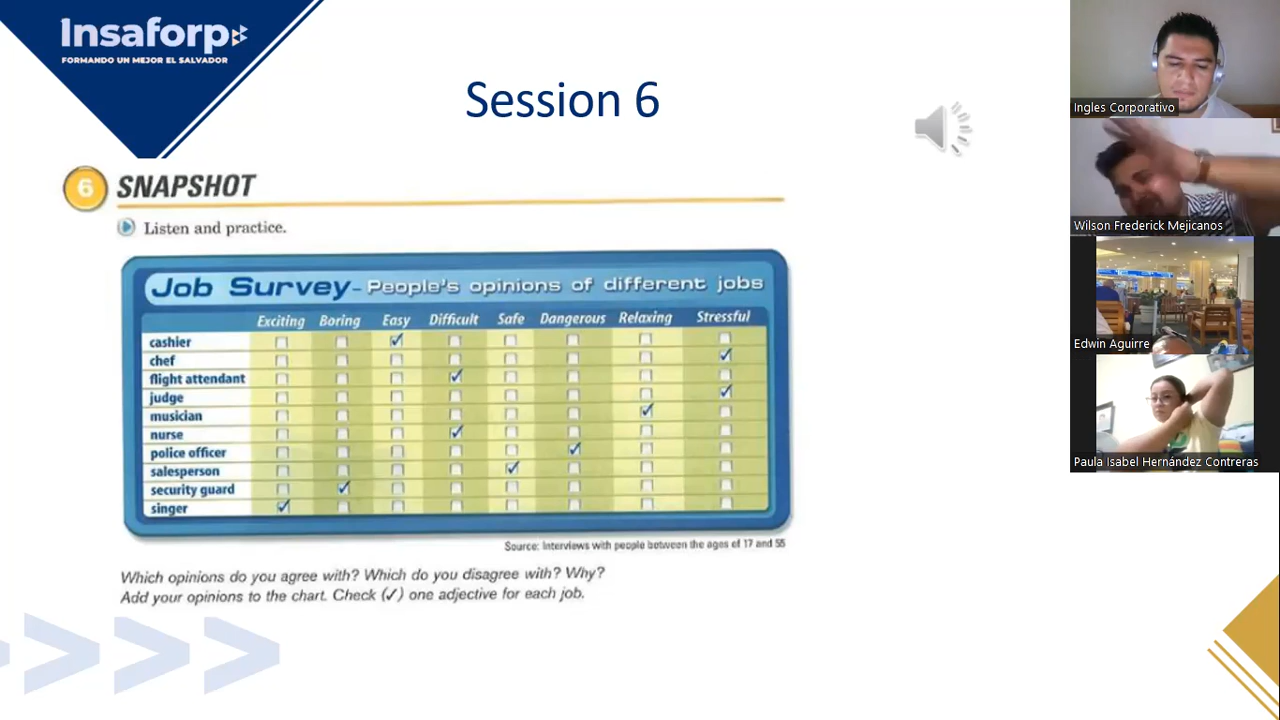 Insaforp
FORMANDO UN MEJOR EL SALVADOR
Session 6
6 SNAPSHOT
Listen and practice.
Job Survey – People's opinions of different jobs
Exciting Boring Easy Difficult Safe Dangerous Relaxing Stressful
cashier ✓
chef ✓
flight attendant ✓
judge ✓
musician ✓
nurse ✓
police officer ✓
salesperson ✓
security guard ✓
singer ✓
Source: Interviews with people between the ages of 17 and 55
Which opinions do you agree with? Which do you disagree with? Why?
Add your opinions to the chart. Check (✓) one adjective for each job.
Ingles Corporativo
Wilson Frederick Mejicanos
Edwin Aguirre
Paula Isabel Hernández Contreras